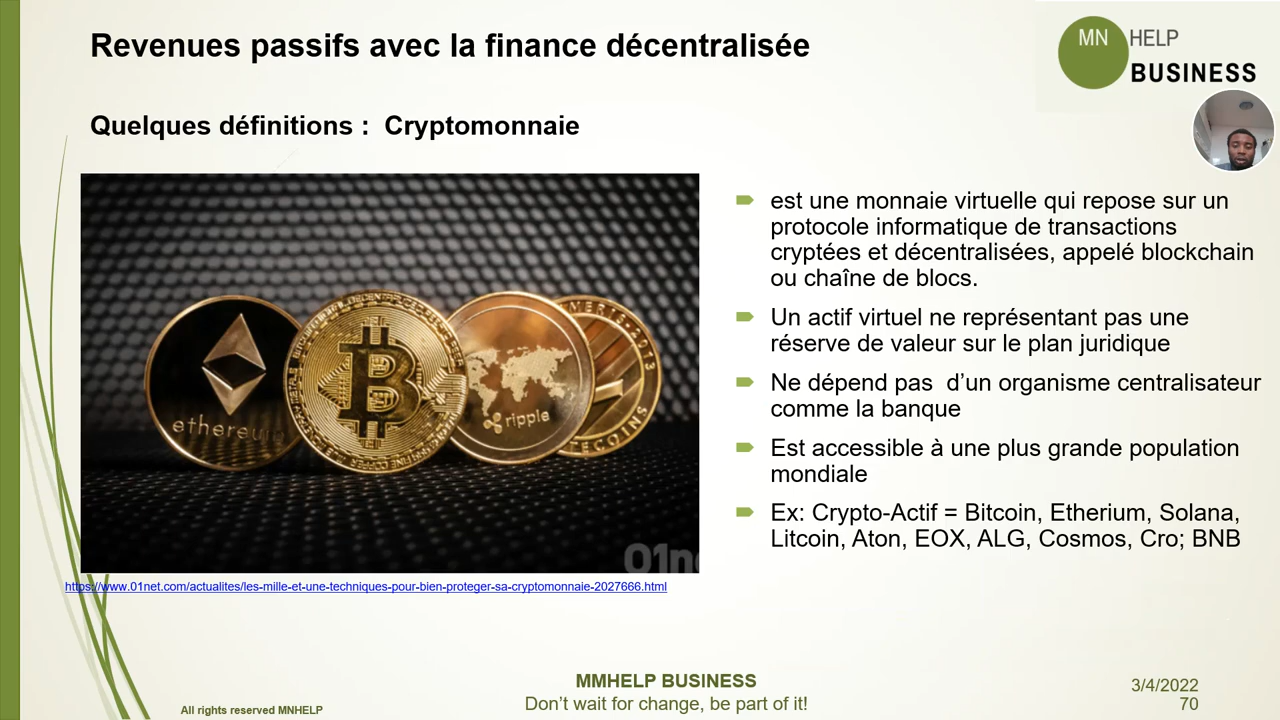 Revenues passifs avec la finance décentralisée
MN HELP
BUSINESS
Quelques définitions : Cryptomonnaie
est une monnaie virtuelle qui repose sur un
protocole informatique de transactions
cryptées et décentralisées, appelé blockchain
ou chaîne de blocs.
Un actif virtuel ne représentant pas une
réserve de valeur sur le plan juridique
Ne dépend pas d’un organisme centralisateur
comme la banque
Est accessible à une plus grande population
mondiale
Ex: Crypto-Actif = Bitcoin, Etherium, Solana,
Litcoin, Aton, EOX, ALG, Cosmos, Cro; BNB
ethereum
ripple
01n
https://www.01net.com/actualites/les-mille-et-une-techniques-pour-bien-proteger-sa-cryptomonnaie-2027666.html
MMHELP BUSINESS
Don’t wait for change, be part of it!
3/4/2022
70
All rights reserved MNHELP